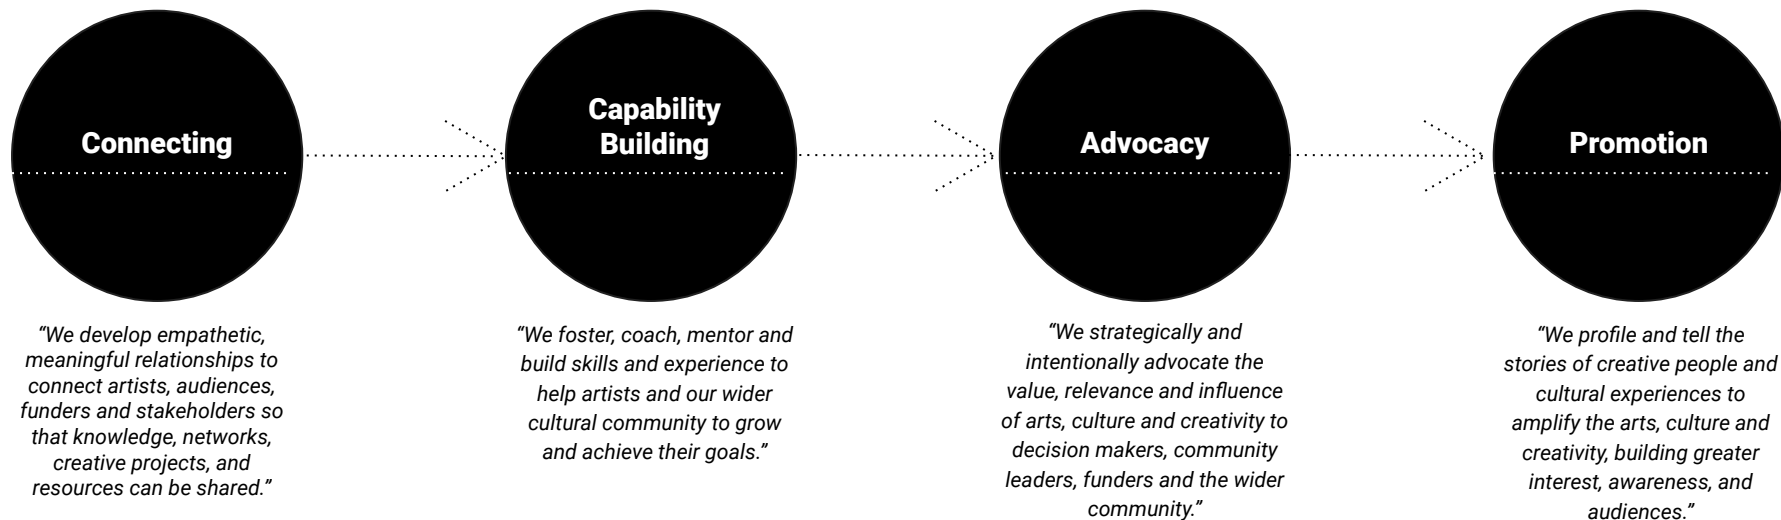 Connecting
“We develop empathetic,
meaningful relationships to
connect artists, audiences,
funders and stakeholders so
that knowledge, networks,
creative projects, and
resources can be shared.”
Capability
Building
“We foster, coach, mentor and
build skills and experience to
help artists and our wider
cultural community to grow
and achieve their goals.”
Advocacy
“We strategically and
intentionally advocate the
value, relevance and influence
of arts, culture and creativity to
decision makers, community
leaders, funders and the wider
community.”
Promotion
“We profile and tell the
stories of creative people and
cultural experiences to
amplify the arts, culture and
creativity, building greater
interest, awareness, and
audiences.”